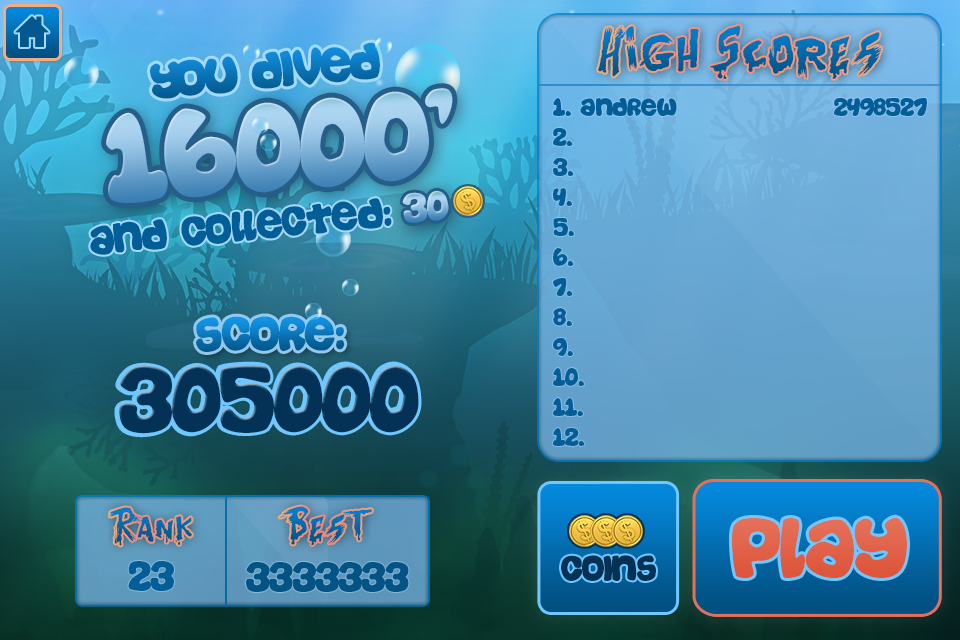 you dived
16000'
and collected: 30
SCORE:
305000
RANK
23
BEST
3333333
HIGH SCORES
1. andrew 2498527
2.
3.
4.
5.
6.
7.
8.
9.
10.
11.
12.
coins
Play